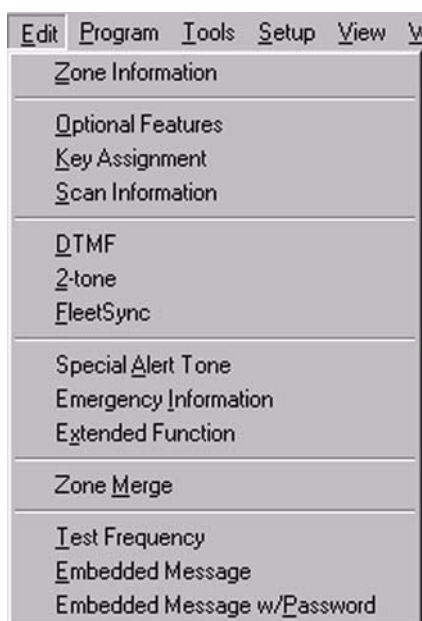 Edit Program Tools Setup View
Zone Information
Optional Features
Key Assignment
Scan Information
DTMF
2-tone
FleetSync
Special Alert Tone
Emergency Information
Extended Function
Zone Merge
Test Frequency
Embedded Message
Embedded Message w/Password